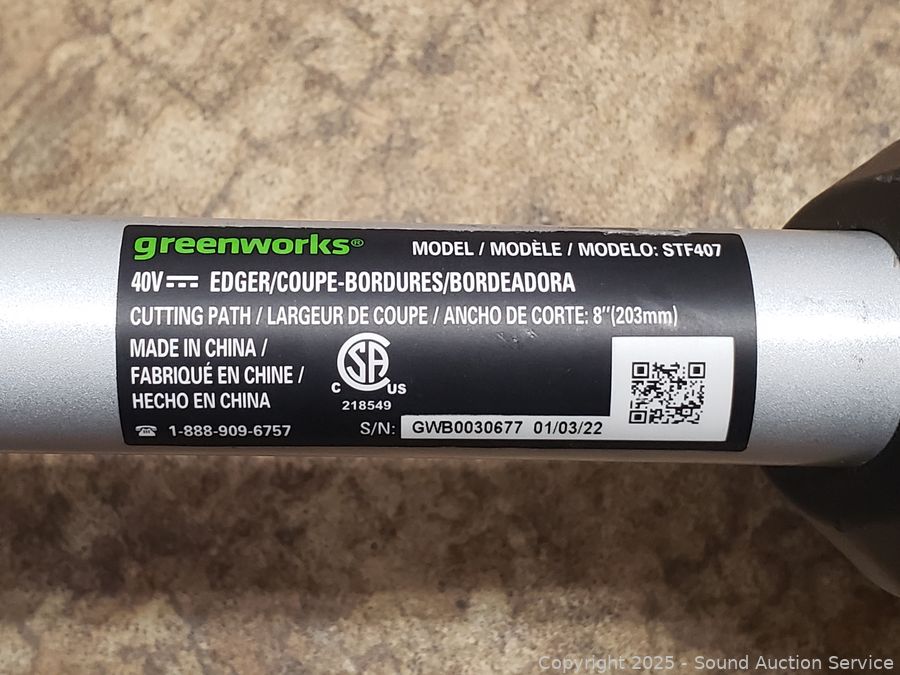 greenworks® MODEL / MODÈLE / MODELO: STF407
40V EDGER/COUPE-BORDURES/BORDEADORA
CUTTING PATH / LARGEUR DE COUPE / ANCHO DE CORTE: 8"(203mm)
MADE IN CHINA /
FABRIQUÉ EN CHINE /
HECHO EN CHINA
CSA
C US
218549
1-888-909-6757
S/N: GWB0030677 01/03/22
Copyright 2025 - Sound Auction Service